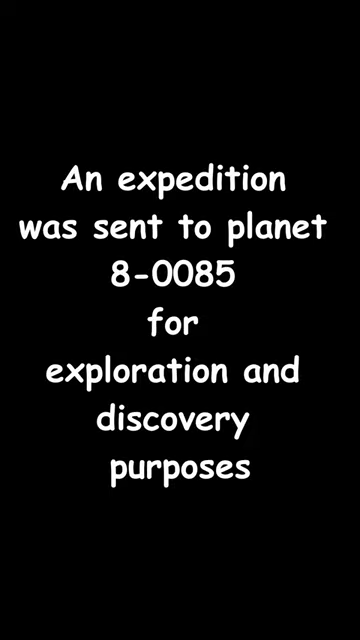 An expedition
was sent to planet
8-0085
for
exploration and
discovery
purposes